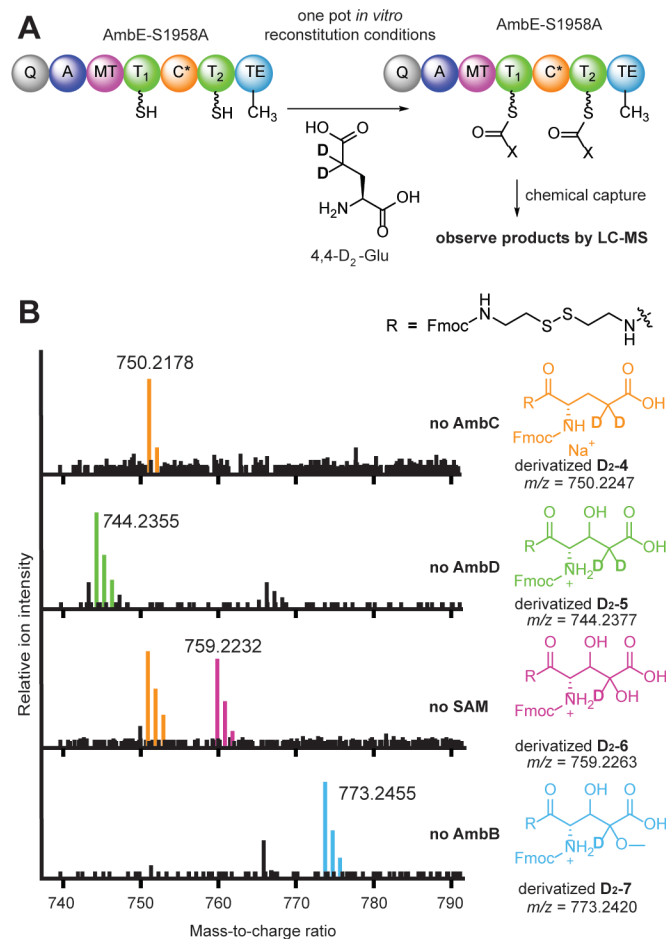 A
AmbE-S1958A
Q A MT T1 C* T2 TE
SH SH CH3
one pot in vitro
reconstitution conditions
HO O
D
D
H2N OH
O
4,4-D2-Glu
AmbE-S1958A
Q A MT T1 C* T2 TE
S S CH3
O O
X X
chemical capture
observe products by LC-MS
B
R = Fmoc H N S S N H
Relative ion intensity
750.2178
no AmbC
O O
R OH
NH D D
Fmoc Na+
derivatized D2-4
m/z = 750.2247
744.2355
no AmbD
O OH O
R OH
NH2 D D
Fmoc +
derivatized D2-5
m/z = 744.2377
759.2232
no SAM
O OH O
R OH
NH2 D OH
Fmoc +
derivatized D2-6
m/z = 759.2263
773.2455
no AmbB
O OH O
R OH
NH2 D O
Fmoc +
derivatized D2-7
m/z = 773.2420
740 750 760 770 780 790
Mass-to-charge ratio